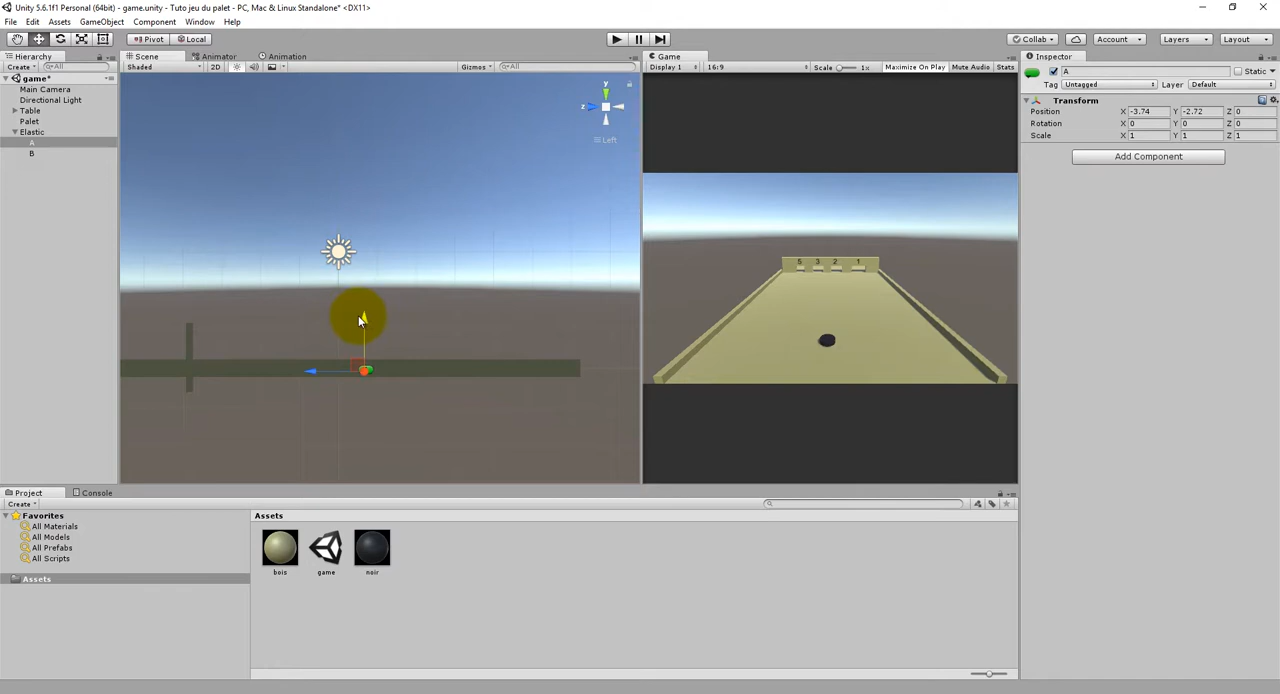 Unity 5.6.1f1 Personal (64bit) - game.unity - Tuto jeu du palet - PC, Mac & Linux Standalone* <DX11>
File Edit Assets GameObject Component Window Help
Pivot Local Collab Account Layers Layout
Hierarchy Scene Animator Animation Game Inspector
Create All Shaded 2D Gizmos All Display 1 16:9 Scale 1x Maximize On Play Mute Audio Stats
A Static
Tag Untagged Layer Default
game*
Main Camera
Directional Light
Table
Palet
Elastic
A
B
y
z
Left
Transform
Position X -3.74 Y -2.72 Z 0
Rotation X 0 Y 0 Z 0
Scale X 1 Y 1 Z 1
Add Component
5 3 2 1
Project Console
Create
Favorites
All Materials
All Models
All Prefabs
All Scripts
Assets
Assets
bois game noir